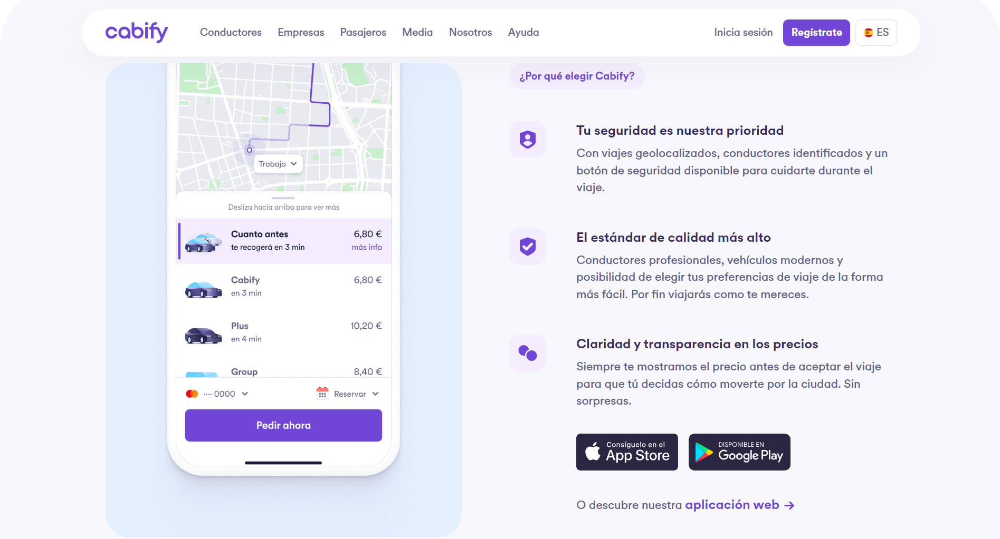 cabify
Conductores
Empresas
Pasajeros
Media
Nosotros
Ayuda
Inicia sesión
Regístrate
ES
Trabajo
Desliza hacia arriba para ver más
Cuanto antes 6,80 €
te recogerá en 3 min más info
Cabify 6,80 €
en 3 min
Plus 10,20 €
en 4 min
Group 8,40 €
···· 0000
Reservar
Pedir ahora
¿Por qué elegir Cabify?
Tu seguridad es nuestra prioridad
Con viajes geolocalizados, conductores identificados y un
botón de seguridad disponible para cuidarte durante el
viaje.
El estándar de calidad más alto
Conductores profesionales, vehículos modernos y
posibilidad de elegir tus preferencias de viaje de la forma
más fácil. Por fin viajarás como te mereces.
Claridad y transparencia en los precios
Siempre te mostramos el precio antes de aceptar el viaje
para que tú decidas cómo moverte por la ciudad. Sin
sorpresas.
Consíguelo en el
App Store
DISPONIBLE EN
Google Play
O descubre nuestra aplicación web →